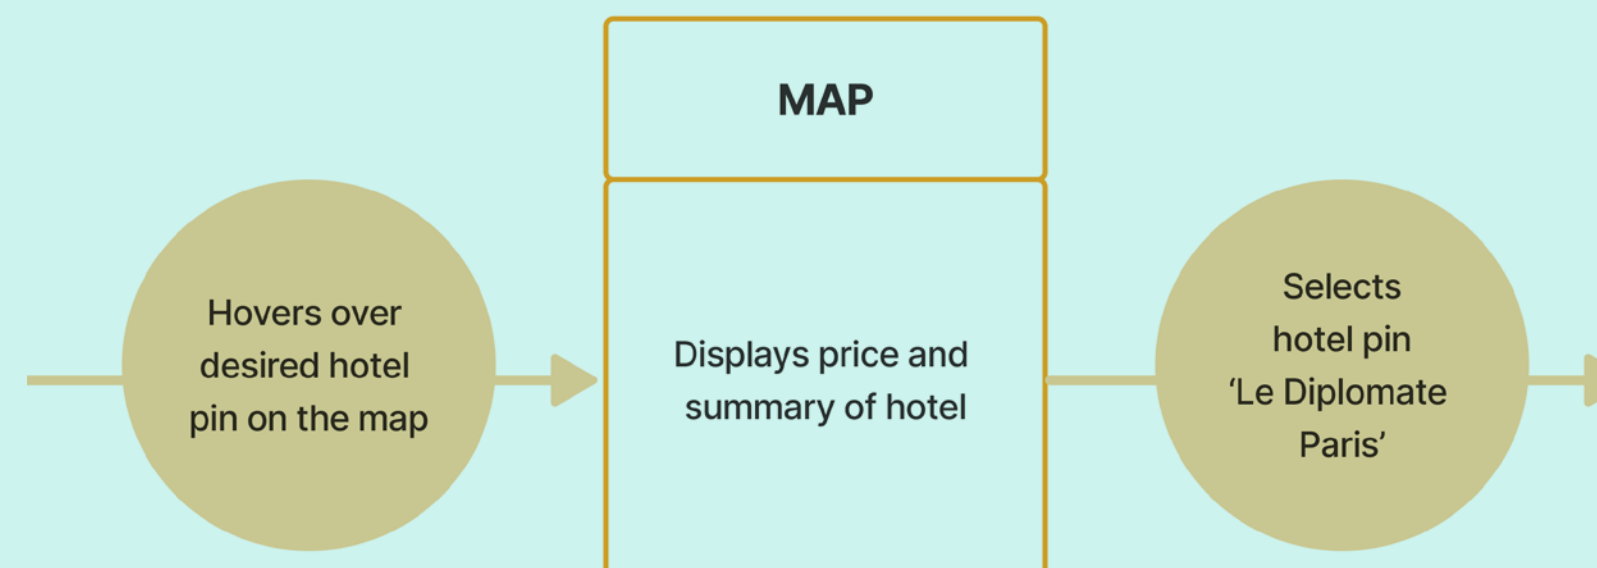 MAP
Hovers over
desired hotel
pin on the map
Displays price and
summary of hotel
Selects
hotel pin
‘Le Diplomate
Paris’